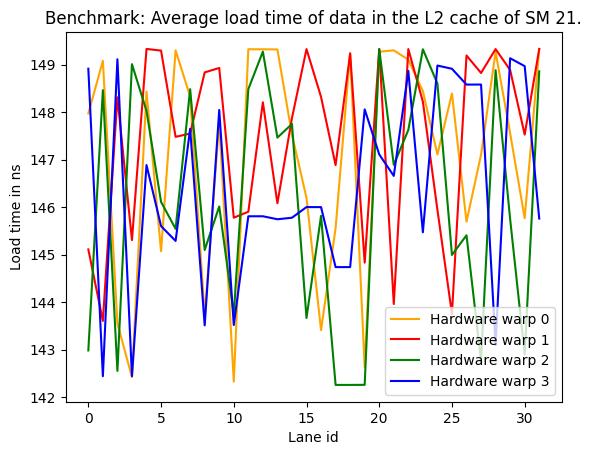 Benchmark: Average load time of data in the L2 cache of SM 21.
149
148
147
146
145
144
143
142
Load time in ns
Hardware warp 0
Hardware warp 1
Hardware warp 2
Hardware warp 3
0 5 10 15 20 25 30
Lane id